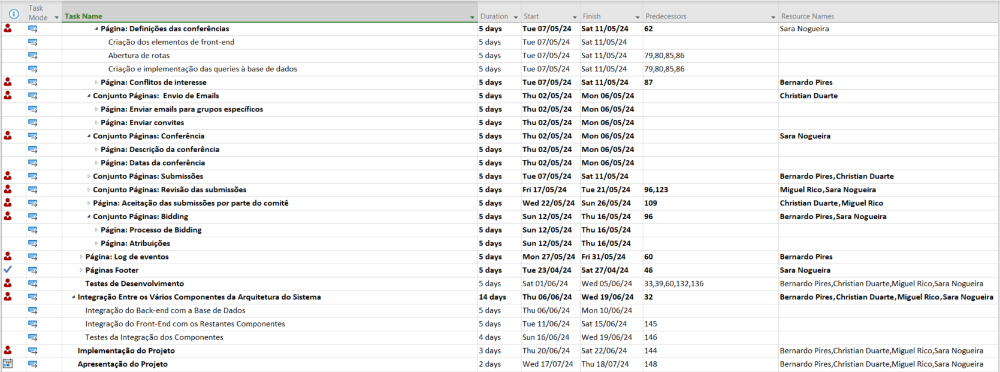 Task Mode Task Name Duration Start Finish Predecessors Resource Names
Página: Definições das conferências 5 days Tue 07/05/24 Sat 11/05/24 62 Sara Nogueira
Criação dos elementos de front-end 5 days Tue 07/05/24 Sat 11/05/24
Abertura de rotas 5 days Tue 07/05/24 Sat 11/05/24 79,80,85,86
Criação e implementação das queries à base de dados 5 days Tue 07/05/24 Sat 11/05/24 79,80,85,86
Página: Conflitos de interesse 5 days Tue 07/05/24 Sat 11/05/24 87 Bernardo Pires
Conjunto Páginas: Envio de Emails 5 days Thu 02/05/24 Mon 06/05/24 Christian Duarte
Página: Enviar emails para grupos específicos 5 days Thu 02/05/24 Mon 06/05/24
Página: Enviar convites 5 days Thu 02/05/24 Mon 06/05/24
Conjunto Páginas: Conferência 5 days Thu 02/05/24 Mon 06/05/24 Sara Nogueira
Página: Descrição da conferência 5 days Thu 02/05/24 Mon 06/05/24
Página: Datas da conferência 5 days Thu 02/05/24 Mon 06/05/24
Conjunto Páginas: Submissões 5 days Tue 07/05/24 Sat 11/05/24 Bernardo Pires,Christian Duarte
Conjunto Páginas: Revisão das submissões 5 days Fri 17/05/24 Tue 21/05/24 96,123 Miguel Rico,Sara Nogueira
Página: Aceitação das submissões por parte do comitê 5 days Wed 22/05/24 Sun 26/05/24 109 Christian Duarte,Miguel Rico
Conjunto Páginas: Bidding 5 days Sun 12/05/24 Thu 16/05/24 96 Bernardo Pires,Sara Nogueira
Página: Processo de Bidding 5 days Sun 12/05/24 Thu 16/05/24
Página: Atribuições 5 days Sun 12/05/24 Thu 16/05/24
Página: Log de eventos 5 days Mon 27/05/24 Fri 31/05/24 60 Bernardo Pires
Páginas Footer 5 days Tue 23/04/24 Sat 27/04/24 46 Sara Nogueira
Testes de Desenvolvimento 5 days Sat 01/06/24 Wed 05/06/24 33,39,60,132,136 Bernardo Pires,Christian Duarte,Miguel Rico,Sara Nogueira
Integração Entre os Vários Componentes da Arquitetura do Sistema 14 days Thu 06/06/24 Wed 19/06/24 32 Bernardo Pires,Christian Duarte,Miguel Rico,Sara Nogueira
Integração do Back-end com a Base de Dados 5 days Thu 06/06/24 Mon 10/06/24
Integração do Front-End com os Restantes Componentes 5 days Tue 11/06/24 Sat 15/06/24 145
Testes da Integração dos Componentes 4 days Sun 16/06/24 Wed 19/06/24 146
Implementação do Projeto 3 days Thu 20/06/24 Sat 22/06/24 144 Bernardo Pires,Christian Duarte,Miguel Rico,Sara Nogueira
Apresentação do Projeto 2 days Wed 17/07/24 Thu 18/07/24 148 Bernardo Pires,Christian Duarte,Miguel Rico,Sara Nogueira